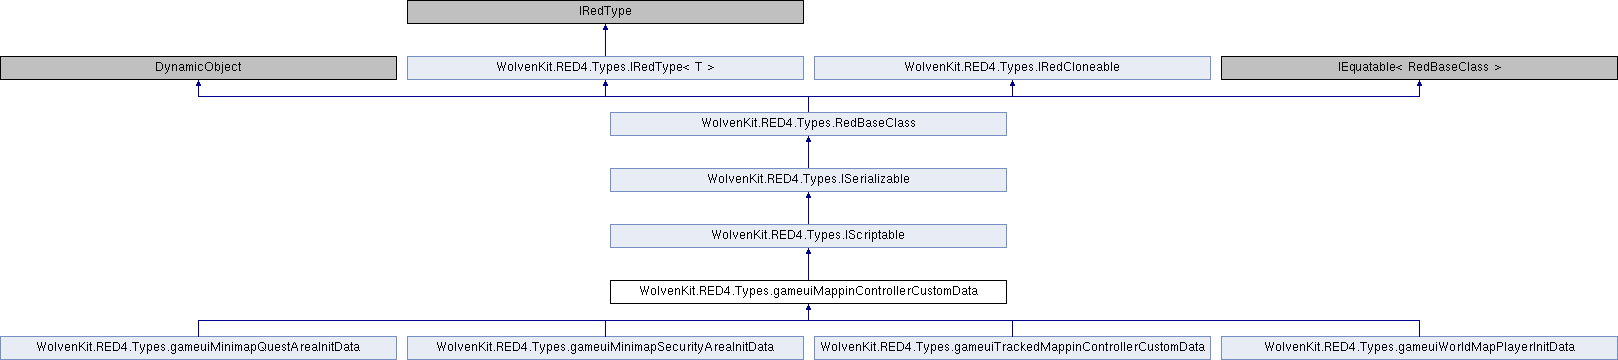 IRedType
DynamicObject
WolvenKit.RED4.Types.IRedType< T >
WolvenKit.RED4.Types.IRedCloneable
IEquatable< RedBaseClass >
WolvenKit.RED4.Types.RedBaseClass
WolvenKit.RED4.Types.ISerializable
WolvenKit.RED4.Types.IScriptable
WolvenKit.RED4.Types.gameuiMappinControllerCustomData
WolvenKit.RED4.Types.gameuiMinimapQuestAreaInitData
WolvenKit.RED4.Types.gameuiMinimapSecurityAreaInitData
WolvenKit.RED4.Types.gameuiTrackedMappinControllerCustomData
WolvenKit.RED4.Types.gameuiWorldMapPlayerInitData